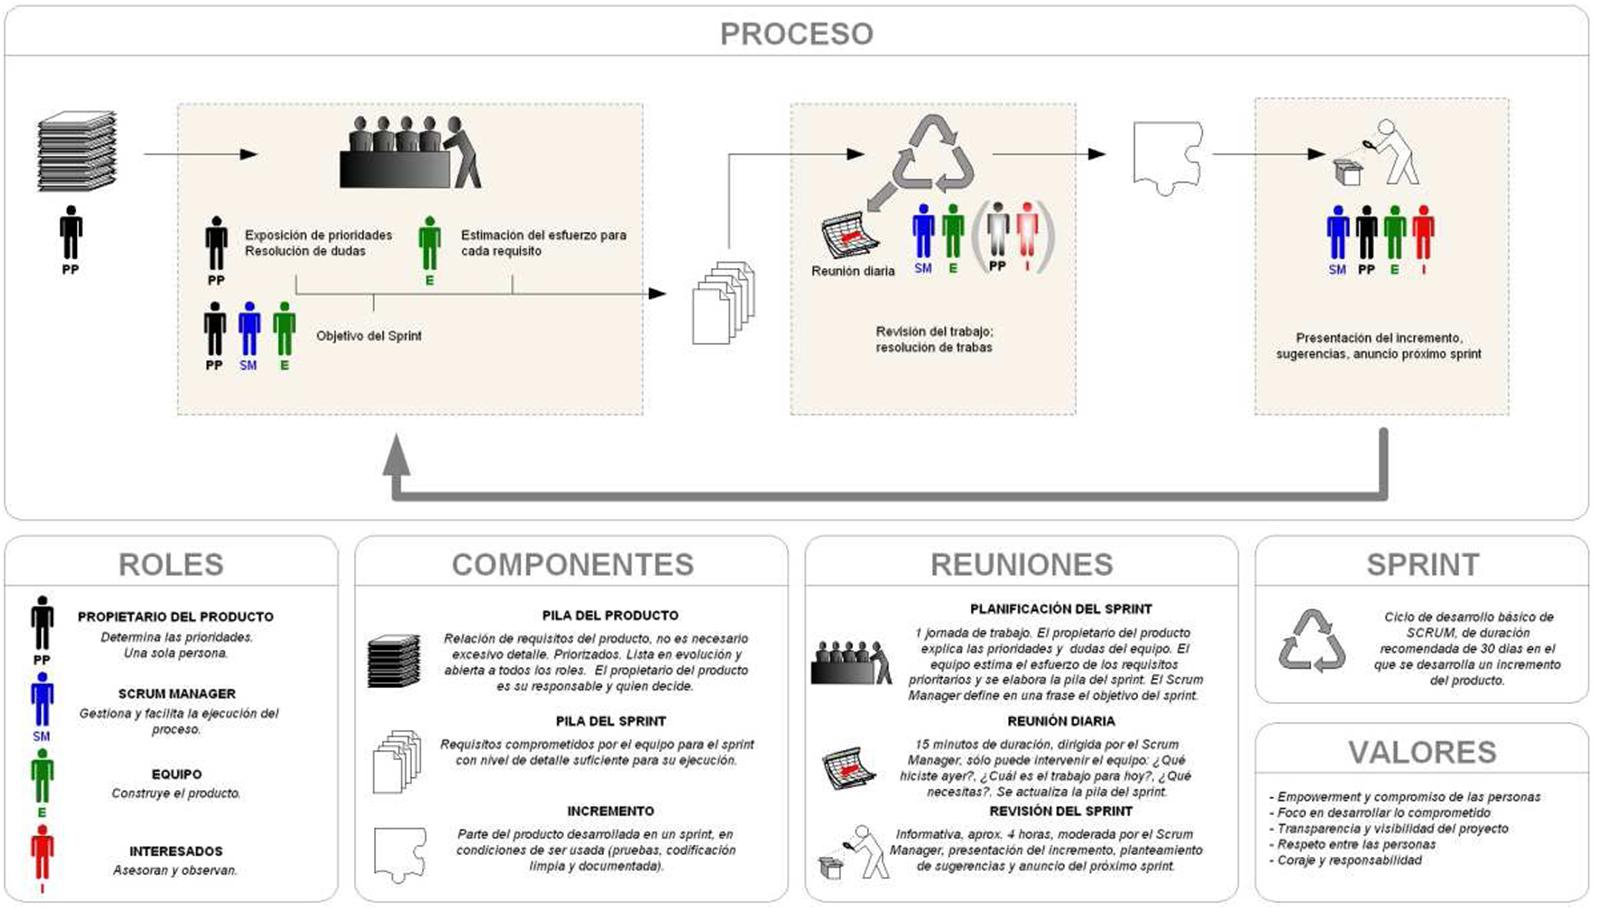 PROCESO
PP
PP
Exposición de prioridades
Resolución de dudas
E
Estimación del esfuerzo para
cada requisito
PP SM E
Objetivo del Sprint
Reunión diaria
SM E ( PP I )
Revisión del trabajo;
resolución de trabas
SM PP E I
Presentación del incremento,
sugerencias, anuncio próximo sprint
ROLES
PROPIETARIO DEL PRODUCTO
Determina las prioridades.
Una sola persona.
PP
SCRUM MANAGER
Gestiona y facilita la ejecución del
proceso.
SM
EQUIPO
Construye el producto.
E
INTERESADOS
Asesoran y observan.
I
COMPONENTES
PILA DEL PRODUCTO
Relación de requisitos del producto, no es necesario
excesivo detalle. Priorizados. Lista en evolución y
abierta a todos los roles. El propietario del producto
es su responsable y quien decide.
PILA DEL SPRINT
Requisitos comprometidos por el equipo para el sprint
con nivel de detalle suficiente para su ejecución.
INCREMENTO
Parte del producto desarrollada en un sprint, en
condiciones de ser usada (pruebas, codificación
limpia y documentada).
REUNIONES
PLANIFICACIÓN DEL SPRINT
1 jornada de trabajo. El propietario del producto
explica las prioridades y dudas del equipo. El
equipo estima el esfuerzo de los requisitos
prioritarios y se elabora la pila del sprint. El Scrum
Manager define en una frase el objetivo del sprint.
REUNIÓN DIARIA
15 minutos de duración, dirigida por el Scrum
Manager, sólo puede intervenir el equipo: ¿Qué
hiciste ayer?, ¿Cuál es el trabajo para hoy?, ¿Qué
necesitas?. Se actualiza la pila del sprint.
REVISIÓN DEL SPRINT
Informativa, aprox. 4 horas, moderada por el Scrum
Manager, presentación del incremento, planteamiento
de sugerencias y anuncio del próximo sprint.
SPRINT
Ciclo de desarrollo básico de
SCRUM, de duración
recomendada de 30 días en el
que se desarrolla un incremento
del producto.
VALORES
- Empowerment y compromiso de las personas
- Foco en desarrollar lo comprometido
- Transparencia y visibilidad del proyecto
- Respeto entre las personas
- Coraje y responsabilidad